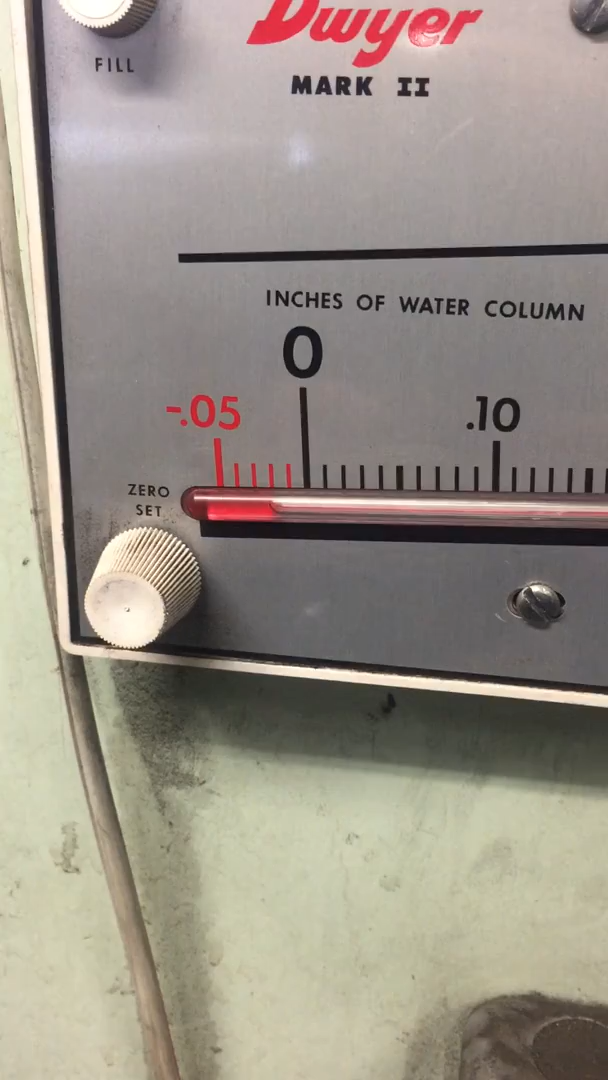 Dwyer
FILL
MARK II
INCHES OF WATER COLUMN
0
-.05
.10
ZERO
SET